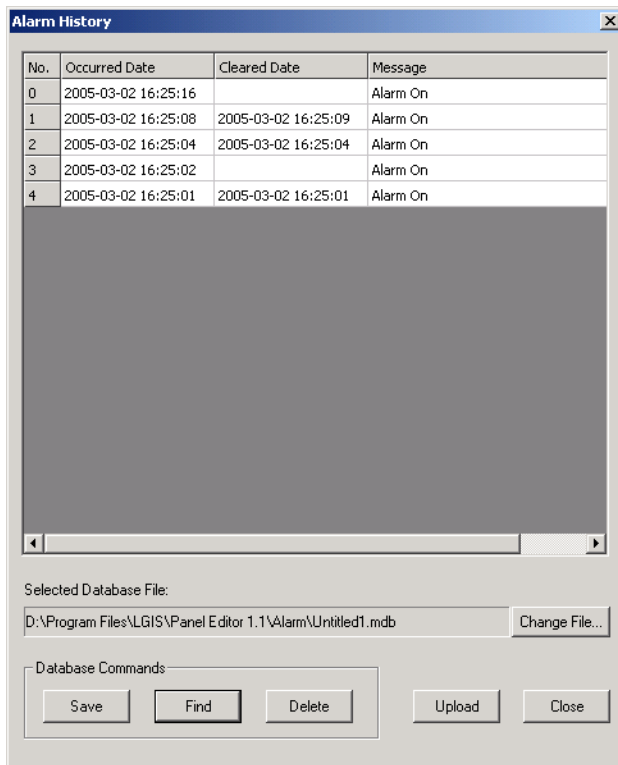 Alarm History
No. Occurred Date Cleared Date Message
0 2005-03-02 16:25:16 Alarm On
1 2005-03-02 16:25:08 2005-03-02 16:25:09 Alarm On
2 2005-03-02 16:25:04 2005-03-02 16:25:04 Alarm On
3 2005-03-02 16:25:02 Alarm On
4 2005-03-02 16:25:01 2005-03-02 16:25:01 Alarm On
Selected Database File:
D:\Program Files\LGIS\Panel Editor 1.1\Alarm\Untitled1.mdb Change File...
Database Commands
Save Find Delete Upload Close